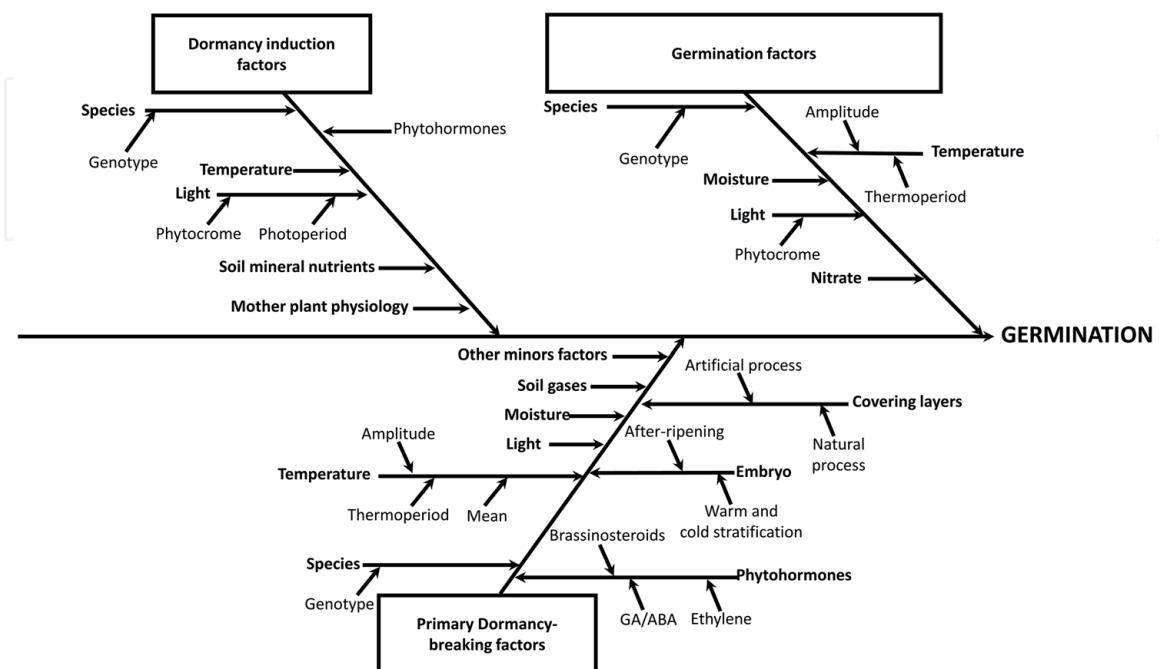 Dormancy induction
factors
Species
Phytohormones
Genotype
Temperature
Light
Phytocrome
Photoperiod
Soil mineral nutrients
Mother plant physiology
Germination factors
Species
Amplitude
Genotype
Temperature
Moisture
Thermoperiod
Light
Phytocrome
Nitrate
GERMINATION
Other minors factors
Artificial process
Soil gases
Covering layers
Moisture
After-ripening
Natural
process
Light
Amplitude
Temperature
Embryo
Thermoperiod
Mean
Warm and
cold stratification
Brassinosteroids
Species
Phytohormones
Genotype
GA/ABA
Ethylene
Primary Dormancy-
breaking factors